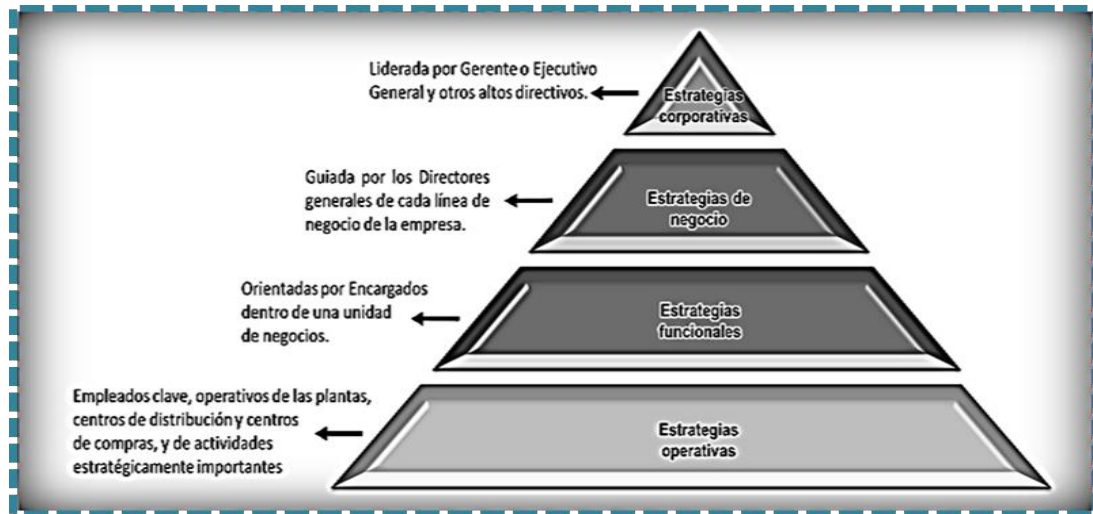 Liderada por Gerente o Ejecutivo
General y otros altos directivos.
Estrategias
corporativas
Guiada por los Directores
generales de cada línea de
negocio de la empresa.
Estrategias de
negocio
Orientadas por Encargados
dentro de una unidad
de negocios.
Estrategias
funcionales
Empleados clave, operativos de las plantas,
centros de distribución y centros
de compras, y de actividades
estratégicamente importantes
Estrategias
operativas